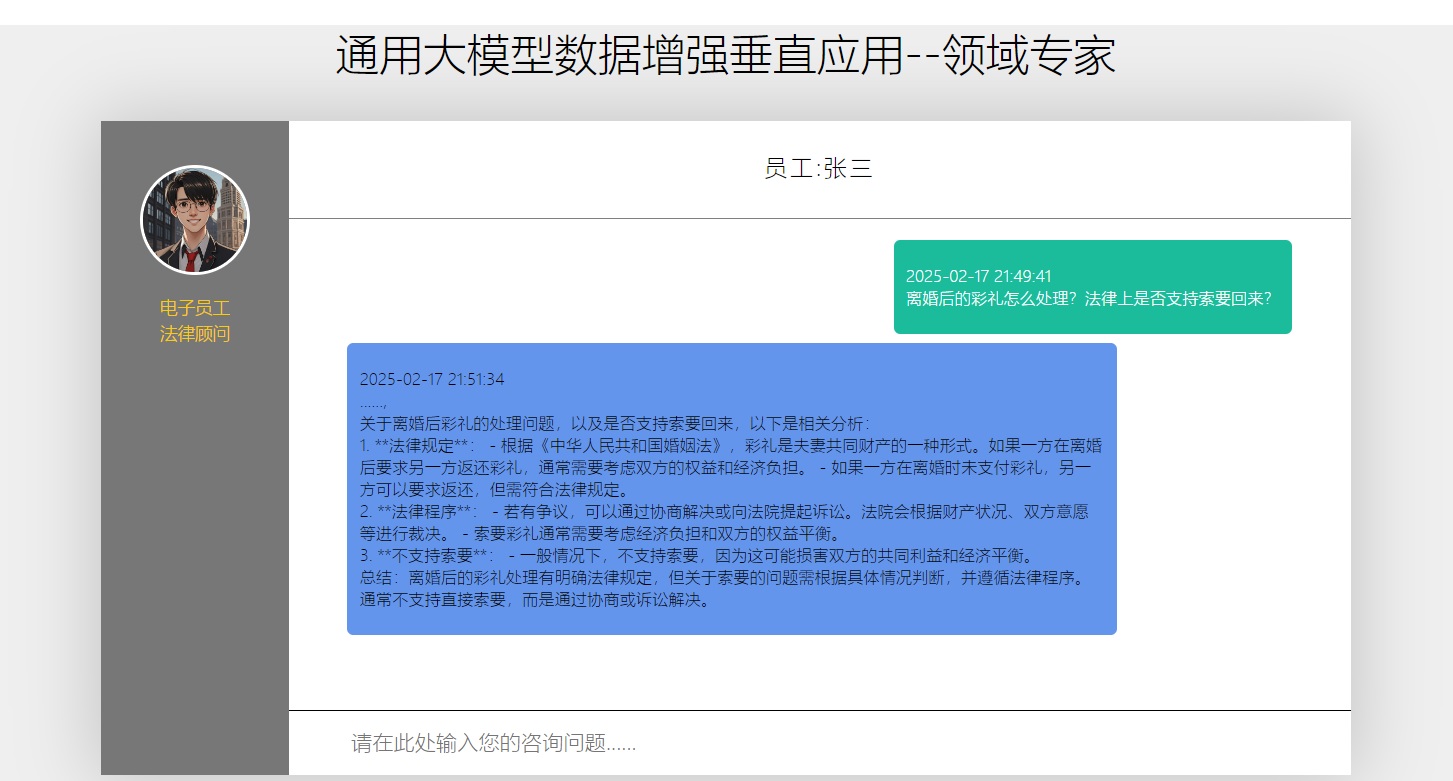 通用大模型数据增强垂直应用--领域专家
电子员工
法律顾问
员工:张三
2025-02-17 21:49:41
离婚后的彩礼怎么处理？法律上是否支持索要回来？
2025-02-17 21:51:34
......,
关于离婚后彩礼的处理问题，以及是否支持索要回来，以下是相关分析：
1. **法律规定**： - 根据《中华人民共和国婚姻法》，彩礼是夫妻共同财产的一种形式。如果一方在离婚
后要求另一方返还彩礼，通常需要考虑双方的权益和经济负担。 - 如果一方在离婚时未支付彩礼，另一
方可以要求返还，但需符合法律规定。
2. **法律程序**： - 若有争议，可以通过协商解决或向法院提起诉讼。法院会根据财产状况、双方意愿
等进行裁决。 - 索要彩礼通常需要考虑经济负担和双方的权益平衡。
3. **不支持索要**： - 一般情况下，不支持索要，因为这可能损害双方的共同利益和经济平衡。
总结：离婚后的彩礼处理有明确法律规定，但关于索要的问题需根据具体情况判断，并遵循法律程序。
通常不支持直接索要，而是通过协商或诉讼解决。
请在此处输入您的咨询问题......